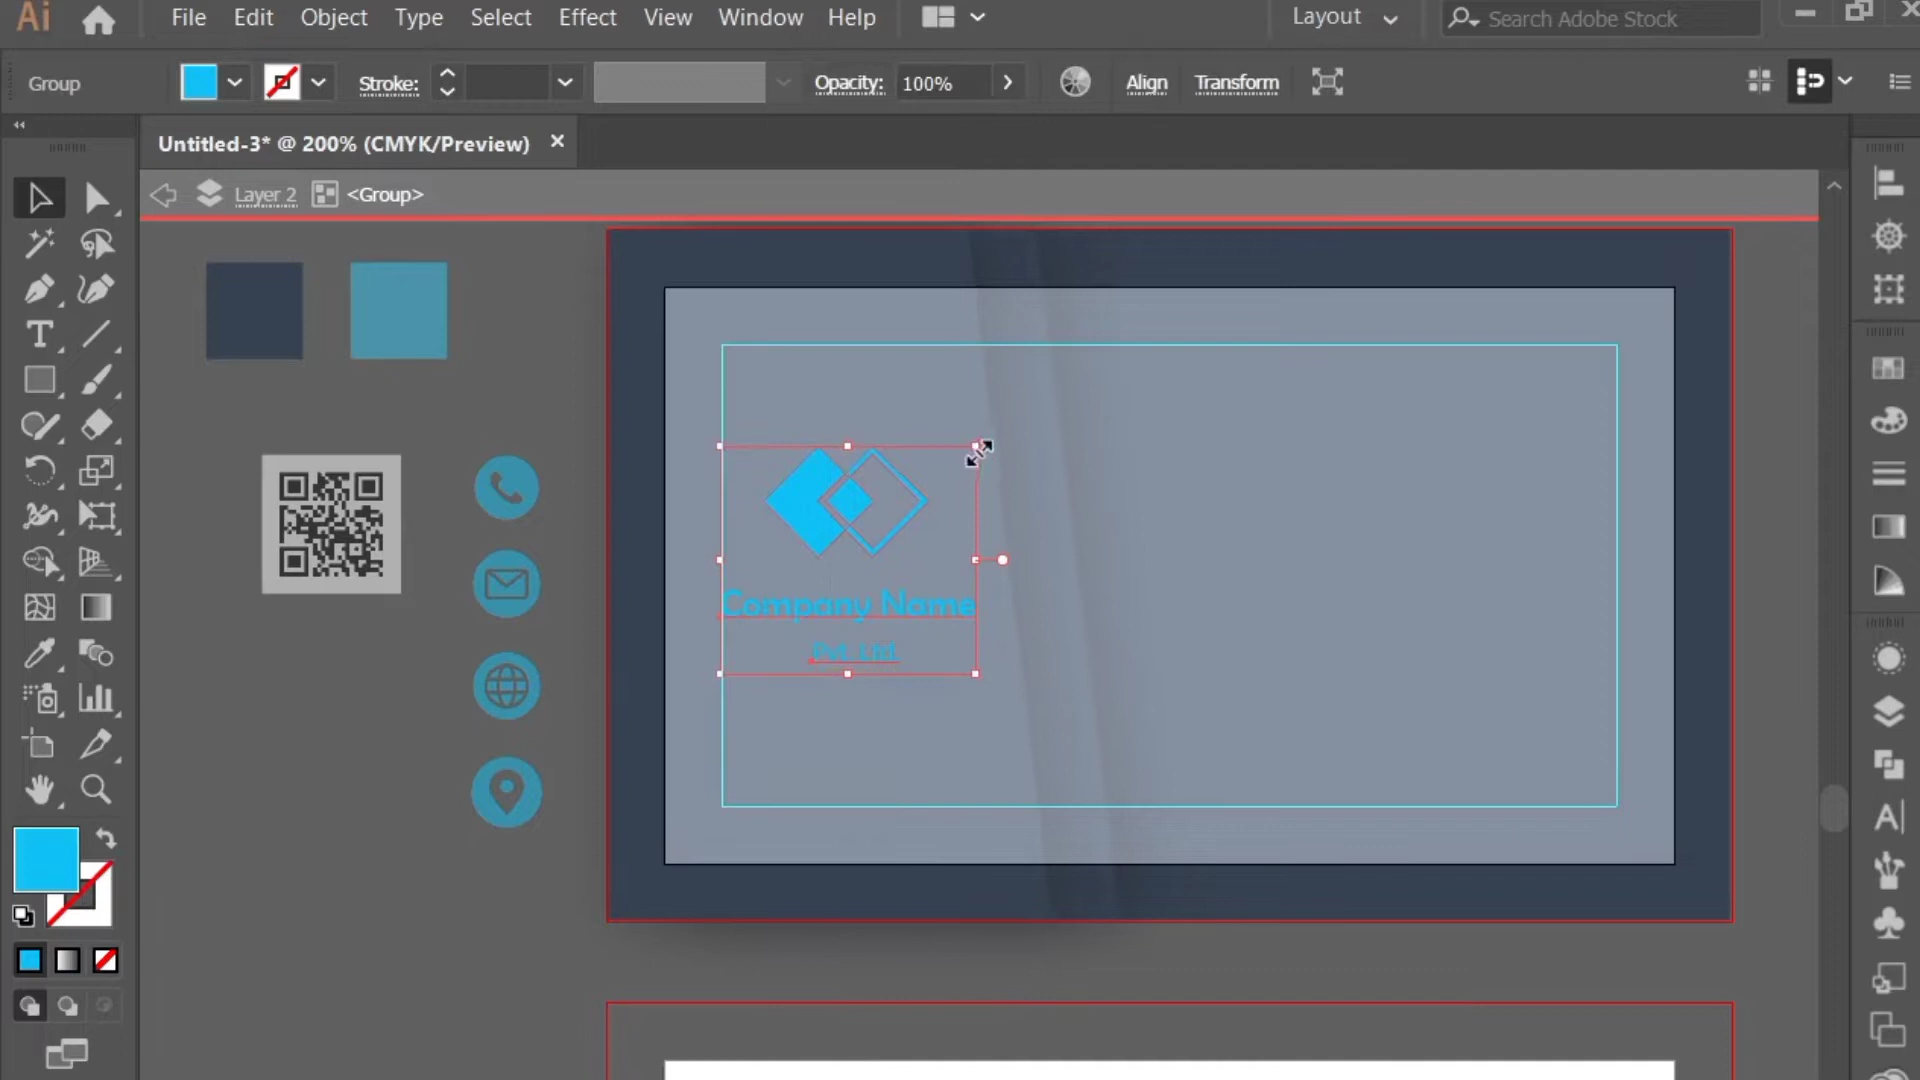 Ai File Edit Object Type Select Effect View Window Help Layout Search Adobe Stock
Group Stroke: Opacity: 100% Align Transform
Untitled-3* @ 200% (CMYK/Preview) ×
Layer 2 <Group>
Company Name
Pvt. Ltd.